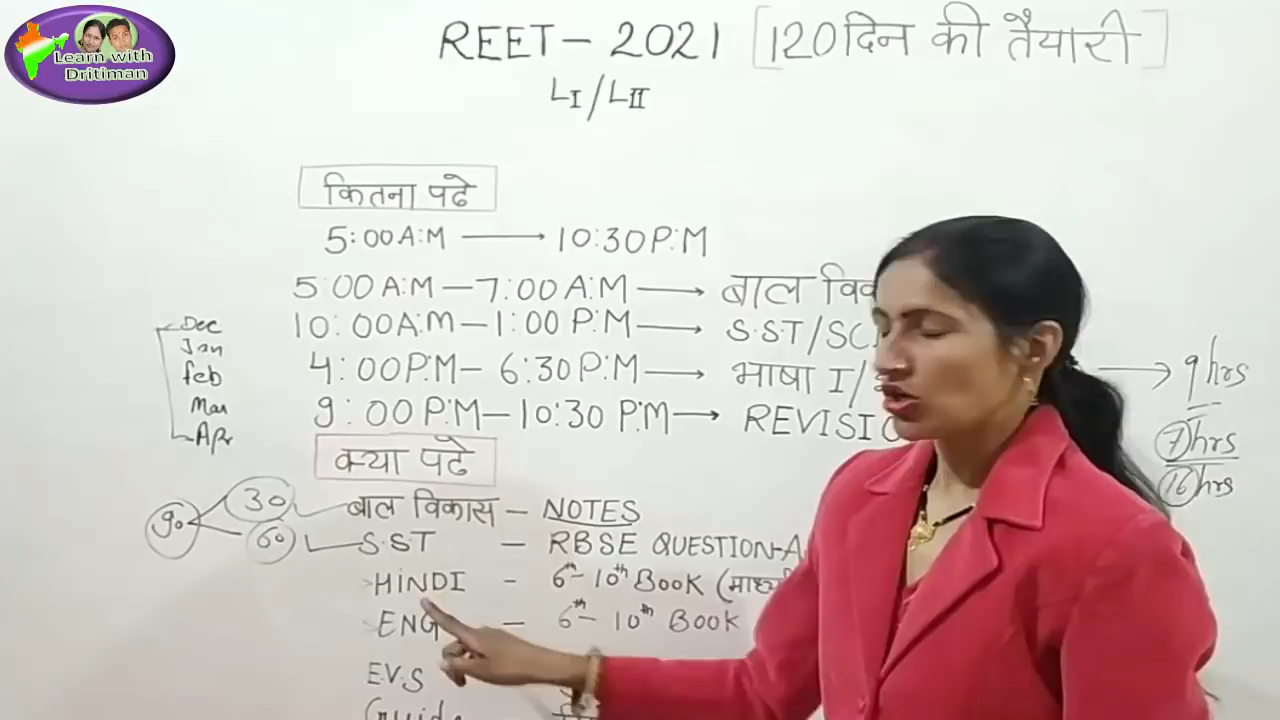 Learn with
Dritiman
REET - 2021 [120 दिन की तैयारी]
LI/LII
कितना पढे
5:00 A:M → 10:30 P:M
5:00 A:M — 7:00 A:M → बाल
10:00 A:M — 1:00 P:M → S.ST/SC
4:00 P:M — 6:30 P:M → भाषा I/ → 9 hrs
9:00 P:M — 10:30 P:M → REVISIO
7 hrs
16 hrs
Dec
Jan
feb
Mar
Apr
क्या पढे
90 30 बाल विकास — NOTES
60 S.ST — RBSE QUESTION-A
HINDI - 6th - 10th Book
ENG - 6th - 10th Book
E.V.S